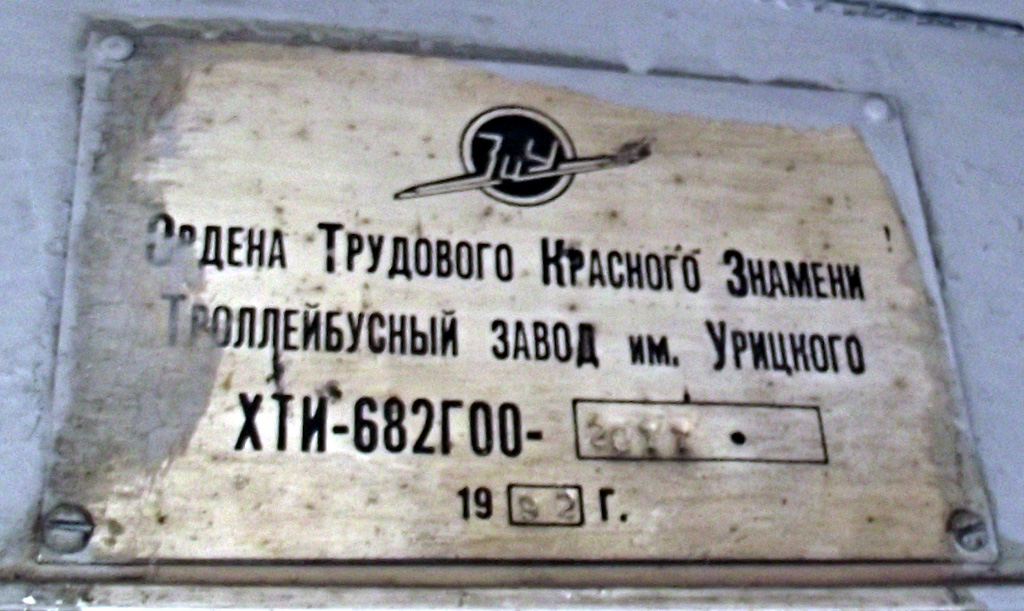 ЗиУ
Ордена Трудового Красного Знамени
Троллейбусный завод им. Урицкого
ХТИ-682Г00-
1992 г.